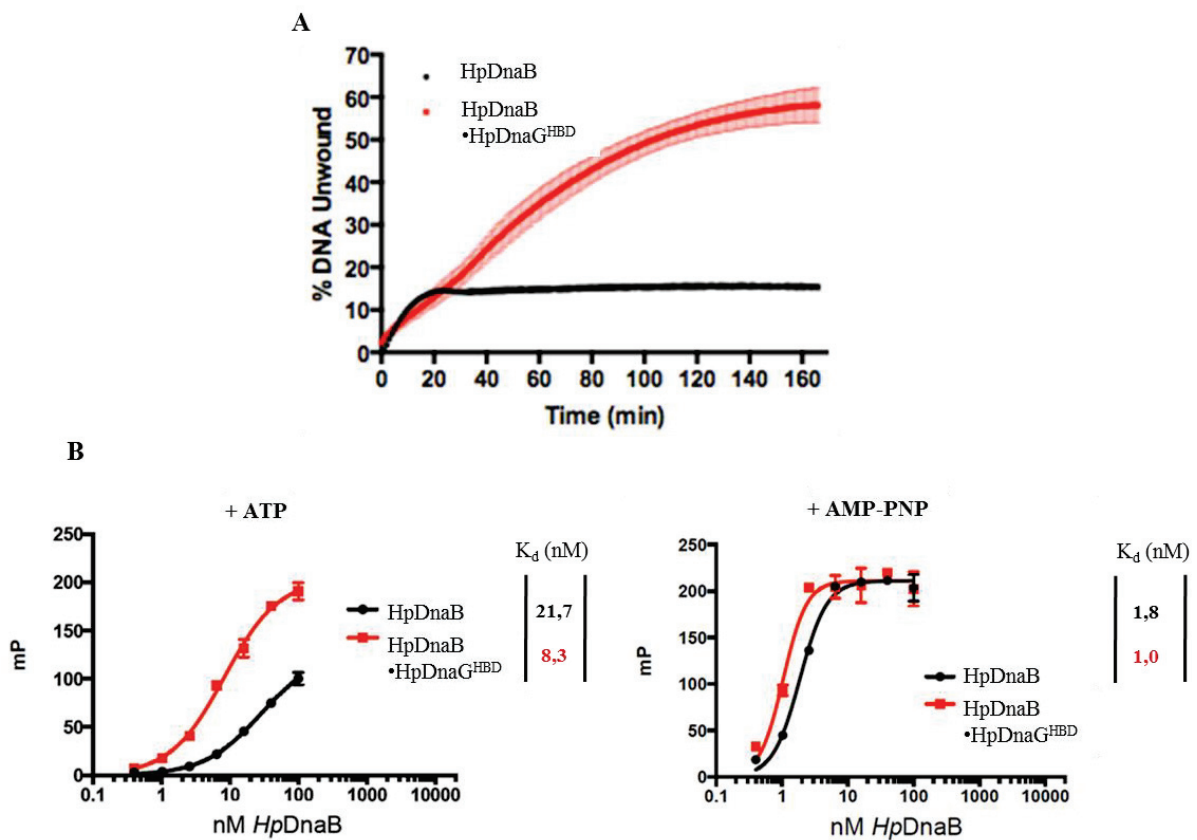 A
70
60
50
40
30
20
10
0
% DNA Unwound
HpDnaB
HpDnaB
•HpDnaG^HBD
0 20 40 60 80 100 120 140 160
Time (min)
B
+ ATP
250
200
150
100
50
0
mP
0.1 1 10 100 1000 10000
nM HpDnaB
HpDnaB
HpDnaB
•HpDnaG^HBD
K_d (nM)
21,7
8,3
+ AMP-PNP
250
200
150
100
50
0
mP
0.1 1 10 100 1000 10000
nM HpDnaB
HpDnaB
HpDnaB
•HpDnaG^HBD
K_d (nM)
1,8
1,0